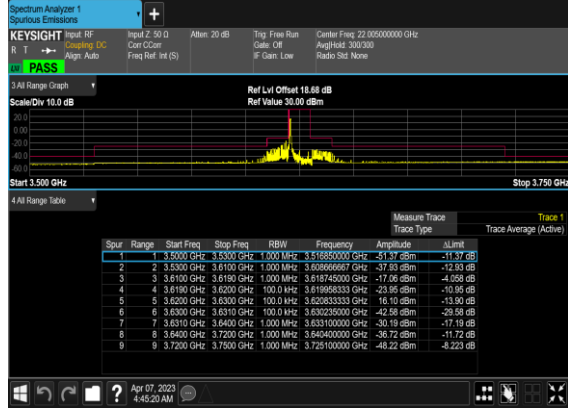 Spectrum Analyzer 1
Spurious Emissions
KEYSIGHT Input: RF Input Z: 50 Ω Atten: 20 dB Trig: Free Run Center Freq: 22.005000000 GHz
R T Coupling: DC Corr CCorr Gate: Off Avg|Hold: 300/300
Align: Auto Freq Ref: Int (S) IF Gain: Low Radio Std: None
PASS
3 All Range Graph
Ref Lvl Offset 18.68 dB
Scale/Div 10.0 dB Ref Value 30.00 dBm
20.0
0.00
-20.0
-40.0
-60.0
Start 3.500 GHz Stop 3.750 GHz
4 All Range Table
Measure Trace Trace 1
Trace Type Trace Average (Active)
Spur Range Start Freq Stop Freq RBW Frequency Amplitude ΔLimit
1 1 3.5000 GHz 3.5300 GHz 1.000 MHz 3.516850000 GHz -51.37 dBm -11.37 dB
2 2 3.5300 GHz 3.6100 GHz 1.000 MHz 3.608666667 GHz -37.93 dBm -12.93 dB
3 3 3.6100 GHz 3.6190 GHz 1.000 MHz 3.618745000 GHz -17.06 dBm -4.058 dB
4 4 3.6190 GHz 3.6200 GHz 100.0 kHz 3.619958333 GHz -23.95 dBm -10.95 dB
5 5 3.6200 GHz 3.6300 GHz 100.0 kHz 3.620833333 GHz 16.10 dBm -13.90 dB
6 6 3.6300 GHz 3.6310 GHz 100.0 kHz 3.630235000 GHz -42.58 dBm -29.58 dB
7 7 3.6310 GHz 3.6400 GHz 1.000 MHz 3.633100000 GHz -30.19 dBm -17.19 dB
8 8 3.6400 GHz 3.7200 GHz 1.000 MHz 3.640400000 GHz -36.72 dBm -11.72 dB
9 9 3.7200 GHz 3.7500 GHz 1.000 MHz 3.725100000 GHz -48.22 dBm -8.223 dB
Apr 07, 2023
4:45:20 AM